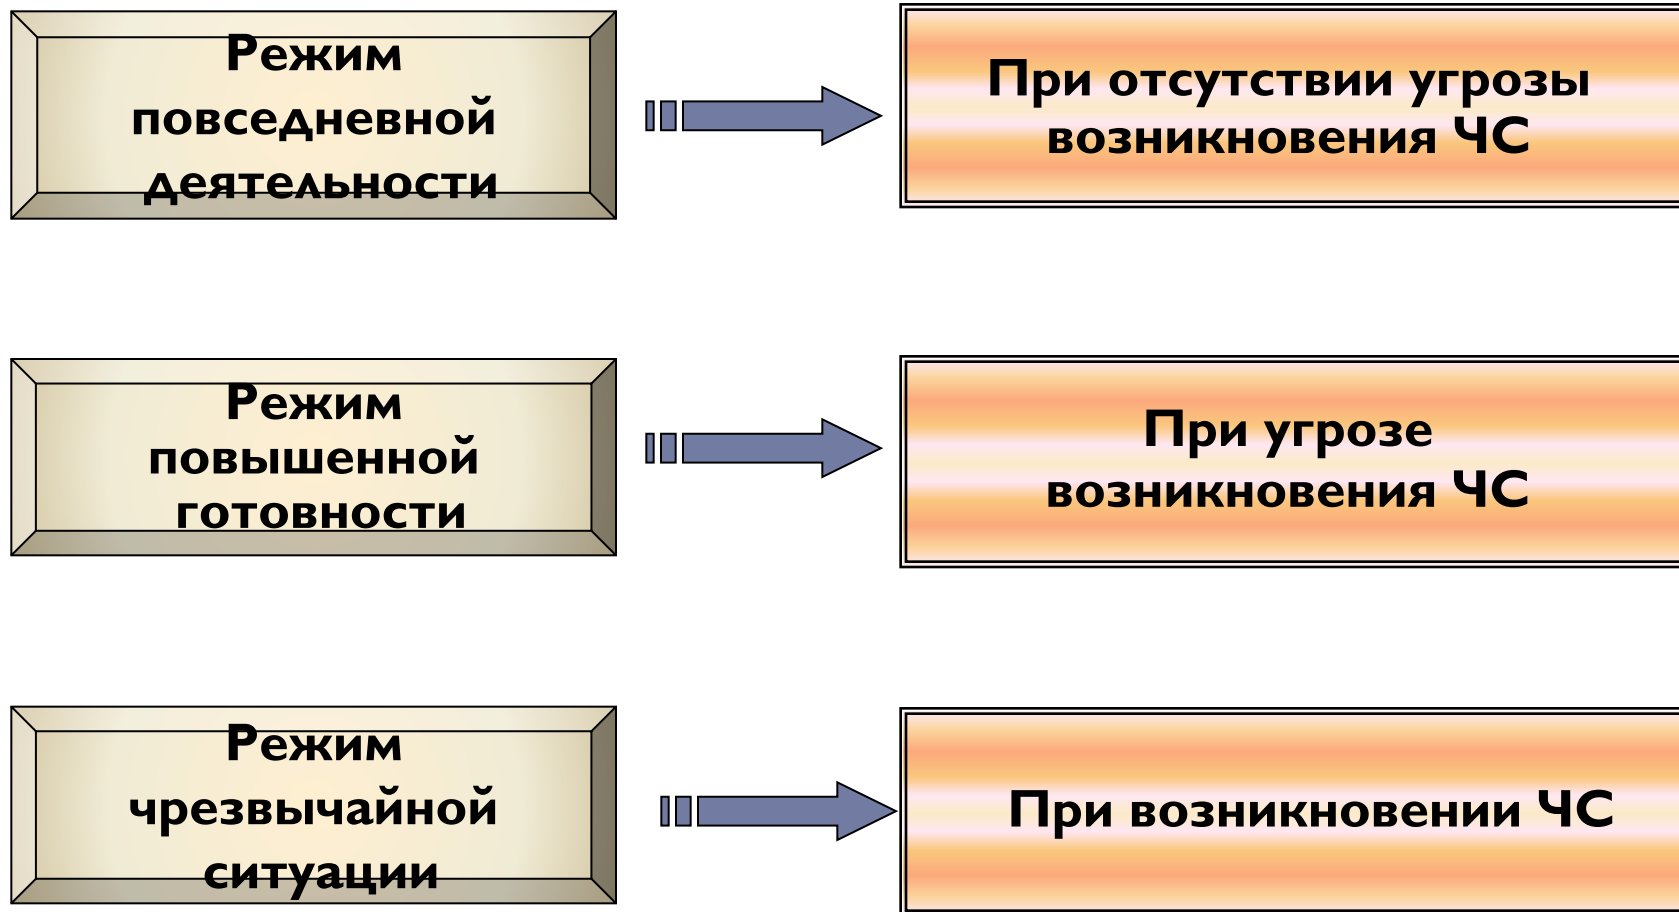 Режим
повседневной
деятельности
При отсутствии угрозы
возникновения ЧС
Режим
повышенной
готовности
При угрозе
возникновения ЧС
Режим
чрезвычайной
ситуации
При возникновении ЧС